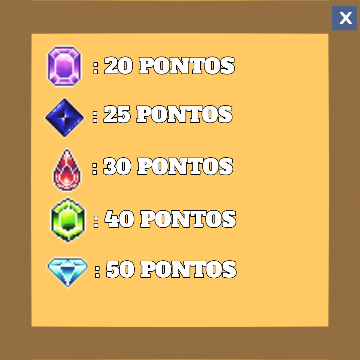 X
: 20 PONTOS
: 25 PONTOS
: 30 PONTOS
: 40 PONTOS
: 50 PONTOS